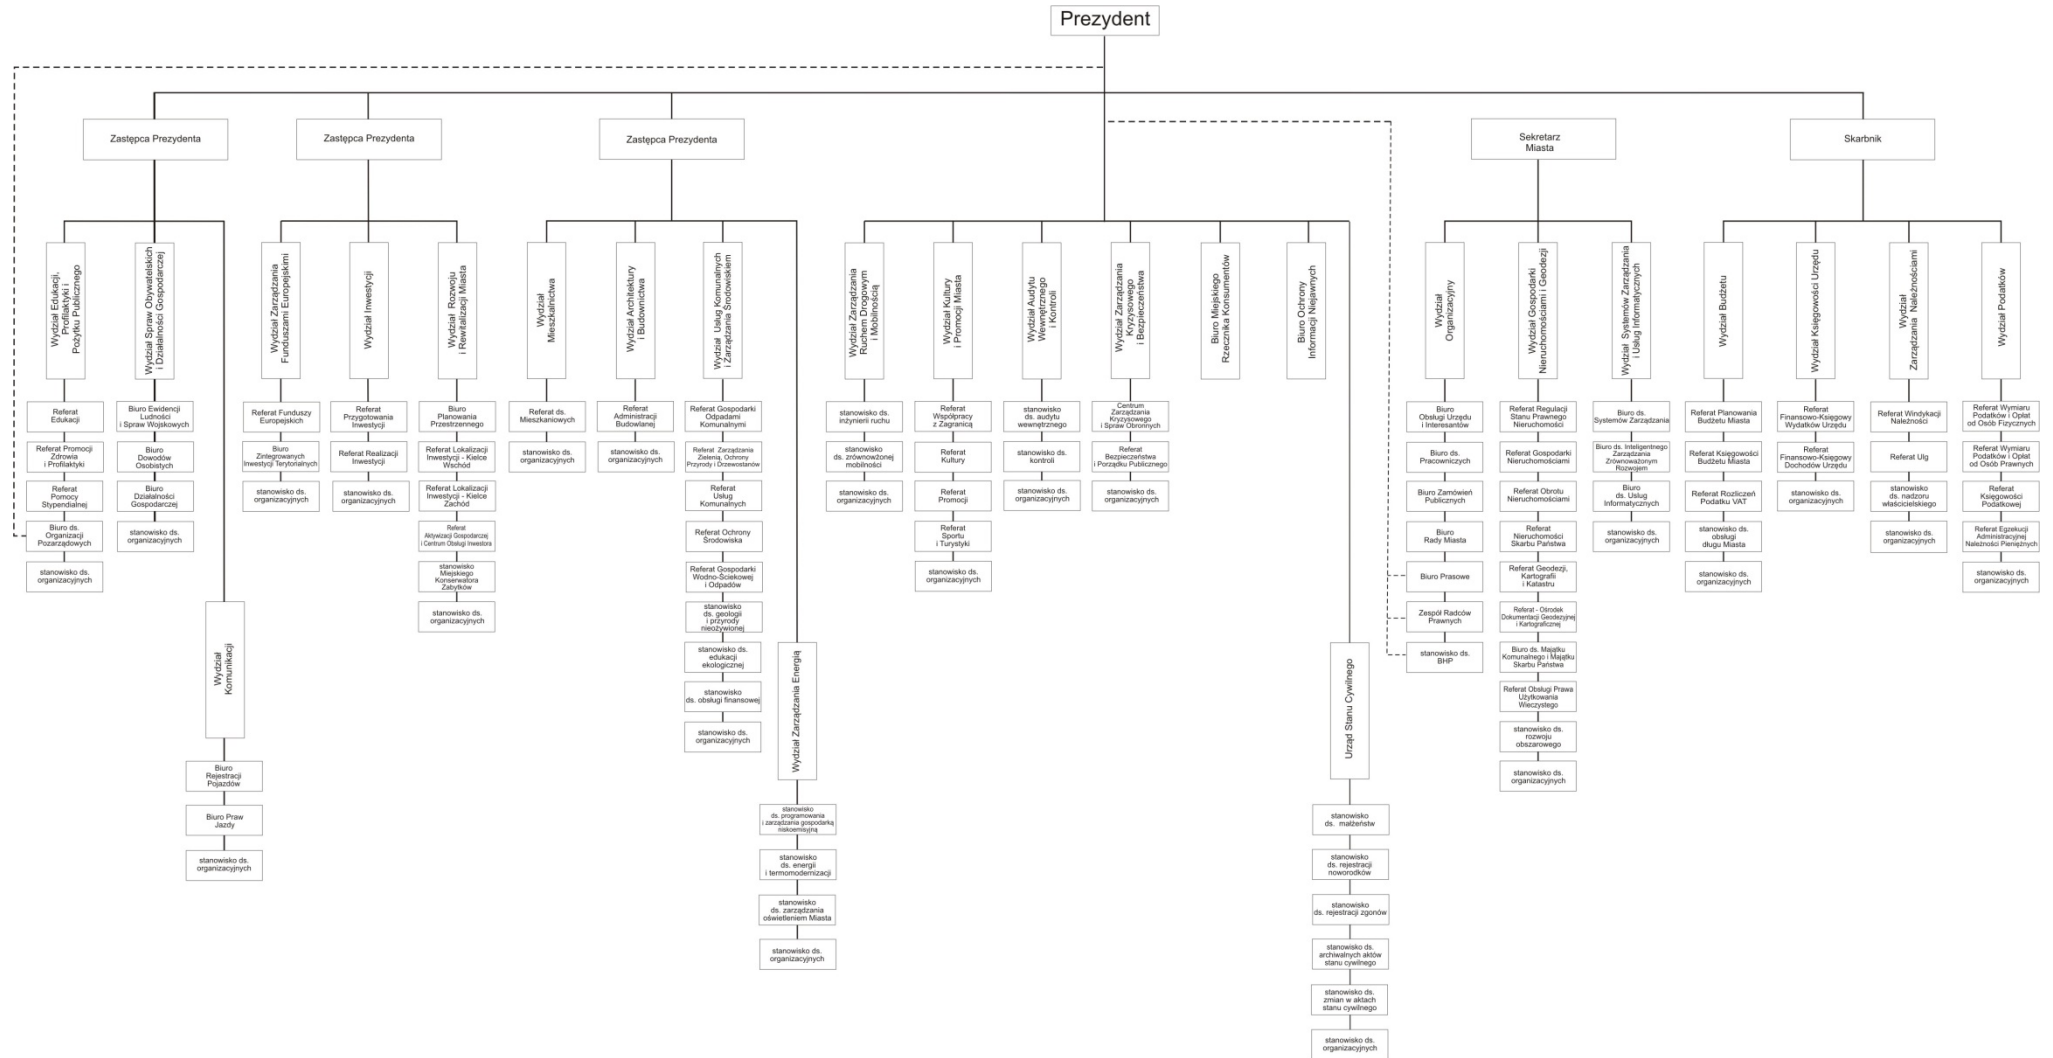 Prezydent
Zastępca Prezydenta
Zastępca Prezydenta
Zastępca Prezydenta
Sekretarz
Miasta
Skarbnik
Wydział Edukacji,
Profilaktyki i
Pożytku Publicznego
Referat
Edukacji
Referat Promocji
Zdrowia
i Profilaktyki
Referat
Pomocy
Stypendialnej
Biuro ds.
Organizacji
Pozarządowych
stanowisko ds.
organizacyjnych
Wydział Spraw Obywatelskich
i Działalności Gospodarczej
Biuro Ewidencji
Ludności
i Spraw Wojskowych
Biuro
Dowodów
Osobistych
Biuro
Działalności
Gospodarczej
stanowisko ds.
organizacyjnych
Wydział
Komunikacji
Biuro
Rejestracji
Pojazdów
Biuro Praw
Jazdy
stanowisko ds.
organizacyjnych
Wydział Zarządzania
Funduszami Europejskimi
Referat Funduszy
Europejskich
Biuro
Zintegrowanych
Inwestycji Terytorialnych
stanowisko ds.
organizacyjnych
Wydział Inwestycji
Referat
Przygotowania
Inwestycji
Referat Realizacji
Inwestycji
stanowisko ds.
organizacyjnych
Wydział Rozwoju
i Rewitalizacji Miasta
Biuro
Planowania
Przestrzennego
Referat Lokalizacji
Inwestycji - Kielce
Wschód
Referat Lokalizacji
Inwestycji - Kielce
Zachód
Referat
Aktywizacji Gospodarczej
i Centrum Obsługi Inwestora
stanowisko
Miejskiego
Konserwatora
Zabytków
stanowisko ds.
organizacyjnych
Wydział
Mieszkalnictwa
Referat ds.
Mieszkaniowych
stanowisko ds.
organizacyjnych
Wydział Architektury
i Budownictwa
Referat
Administracji
Budowlanej
stanowisko ds.
organizacyjnych
Wydział Usług Komunalnych
i Zarządzania Środowiskiem
Referat Gospodarki
Odpadami
Komunalnymi
Referat Zarządzania
Zielenią, Ochrony
Przyrody i Drzewostanów
Referat
Usług
Komunalnych
Referat Ochrony
Środowiska
Referat Gospodarki
Wodno-Ściekowej
i Odpadów
stanowisko
ds. geologii
i przyrody
nieożywionej
stanowisko ds.
edukacji
ekologicznej
stanowisko
ds. obsługi finansowej
stanowisko ds.
organizacyjnych
Wydział Zarządzania Energią
stanowisko
ds. programowania
i zarządzania gospodarką
niskoemisyjną
stanowisko
ds. energii
i termomodernizacji
stanowisko
ds. zarządzania
oświetleniem Miasta
stanowisko ds.
organizacyjnych
Wydział Zarządzania
Ruchem Drogowym
i Mobilnością
stanowisko ds.
inżynierii ruchu
stanowisko
ds. zrównoważonej
mobilności
stanowisko ds.
organizacyjnych
Wydział Kultury
i Promocji Miasta
Referat
Współpracy
z Zagranicą
Referat
Kultury
Referat
Promocji
Referat
Sportu
i Turystyki
stanowisko ds.
organizacyjnych
Wydział Audytu
Wewnętrznego
i Kontroli
stanowisko
ds. audytu
wewnętrznego
stanowisko ds.
kontroli
stanowisko ds.
organizacyjnych
Wydział Zarządzania
Kryzysowego
i Bezpieczeństwa
Centrum
Zarządzania
Kryzysowego
i Spraw Obronnych
Referat
Bezpieczeństwa
i Porządku Publicznego
stanowisko ds.
organizacyjnych
Biuro Miejskiego
Rzecznika Konsumentów
Biuro Ochrony
Informacji Niejawnych
Urząd Stanu Cywilnego
stanowisko
ds. małżeństw
stanowisko
ds. rejestracji
noworodków
stanowisko
ds. rejestracji zgonów
stanowisko ds.
archiwalnych aktów
stanu cywilnego
stanowisko ds.
zmian w aktach
stanu cywilnego
stanowisko ds.
organizacyjnych
Wydział
Organizacyjny
Biuro
Obsługi Urzędu
i Interesantów
Biuro ds.
Pracowniczych
Biuro Zamówień
Publicznych
Biuro
Rady Miasta
Biuro Prasowe
Zespół Radców
Prawnych
stanowisko ds.
BHP
Wydział Gospodarki
Nieruchomościami i Geodezji
Referat Regulacji
Stanu Prawnego
Nieruchomości
Referat Gospodarki
Nieruchomościami
Referat Obrotu
Nieruchomościami
Referat
Nieruchomości
Skarbu Państwa
Referat Geodezji,
Kartografii
i Katastru
Referat - Ośrodek
Dokumentacji Geodezyjnej
i Kartograficznej
Biuro ds. Majątku
Komunalnego i Majątku
Skarbu Państwa
Referat Obsługi Prawa
Użytkowania
Wieczystego
stanowisko ds.
rozwoju
obszarowego
stanowisko ds.
organizacyjnych
Wydział Systemów Zarządzania
i Usług Informatycznych
Biuro ds.
Systemów Zarządzania
Biuro ds. Inteligentnego
Zarządzania
Zrównoważonym
Rozwojem
Biuro
ds. Usług
Informatycznych
stanowisko ds.
organizacyjnych
Wydział Budżetu
Referat Planowania
Budżetu Miasta
Referat Księgowości
Budżetu Miasta
Referat Rozliczeń
Podatku VAT
stanowisko ds.
obsługi
długu Miasta
stanowisko ds.
organizacyjnych
Wydział Księgowości Urzędu
Referat
Finansowo-Księgowy
Wydatków Urzędu
Referat
Finansowo-Księgowy
Dochodów Urzędu
stanowisko ds.
organizacyjnych
Wydział
Zarządzania Należnościami
Referat Windykacji
Należności
Referat Ulg
stanowisko
ds. nadzoru
właścicielskiego
stanowisko ds.
organizacyjnych
Wydział Podatków
Referat Wymiaru
Podatków i Opłat
od Osób Fizycznych
Referat Wymiaru
Podatków i Opłat
od Osób Prawnych
Referat
Księgowości
Podatkowej
Referat Egzekucji
Administracyjnej
Należności Pieniężnych
stanowisko ds.
organizacyjnych